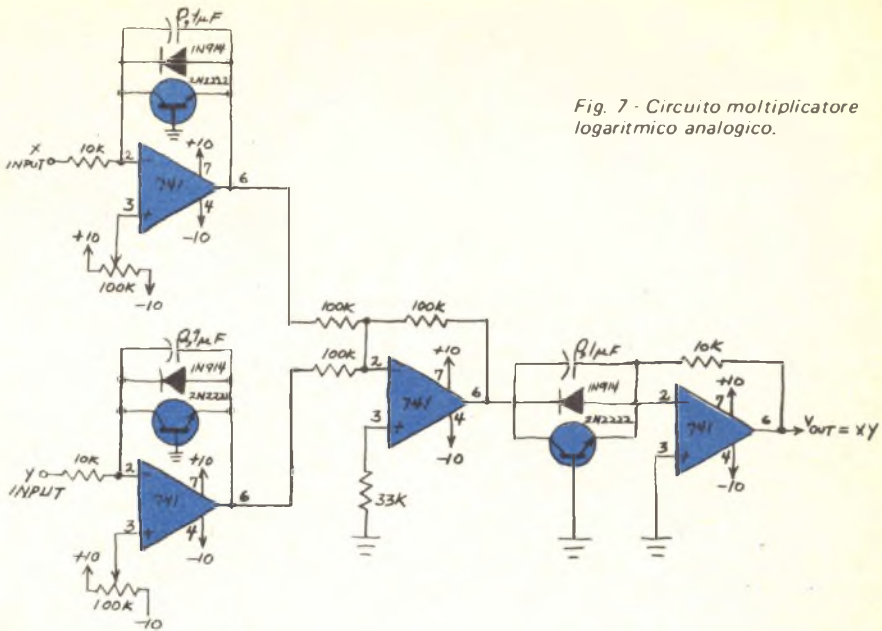 Fig. 7 - Circuito moltiplicatore
logaritmico analogico.
0,1µF
1N914
2N2222
X
INPUT
10K
2
+10
7
741
6
3
4
-10
+10
100K
-10
0,1µF
1N914
2N2222
Y
INPUT
10K
2
+10
7
741
6
3
4
-10
+10
100K
-10
100K
100K
100K
2
+10
7
741
6
3
4
-10
33K
0,1µF
1N914
2N2222
10K
2
+10
7
741
6
3
4
-10
VOUT = XY